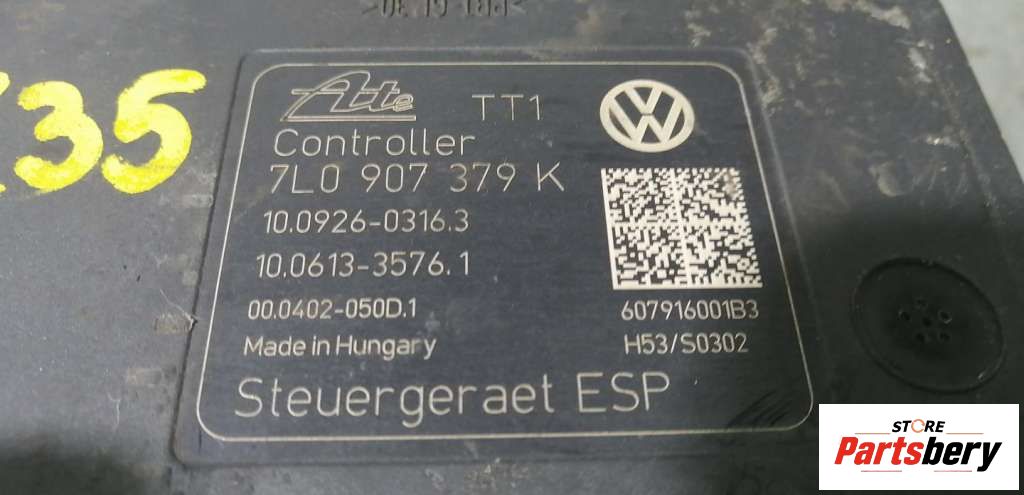 35
Ate TT1
Controller
7L0 907 379 K
10.0926-0316.3
10.0613-3576.1
00.0402-050D.1
607916001B3
Made in Hungary
H53/S0302
Steuergeraet ESP
STORE
Partsbery